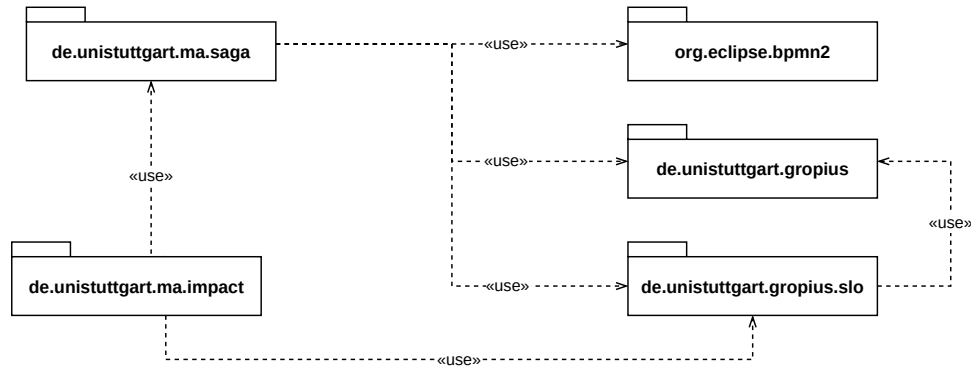 de.unistuttgart.ma.saga
«use»
org.eclipse.bpmn2
«use»
de.unistuttgart.gropius
«use»
«use»
de.unistuttgart.ma.impact
«use»
de.unistuttgart.gropius.slo
«use»